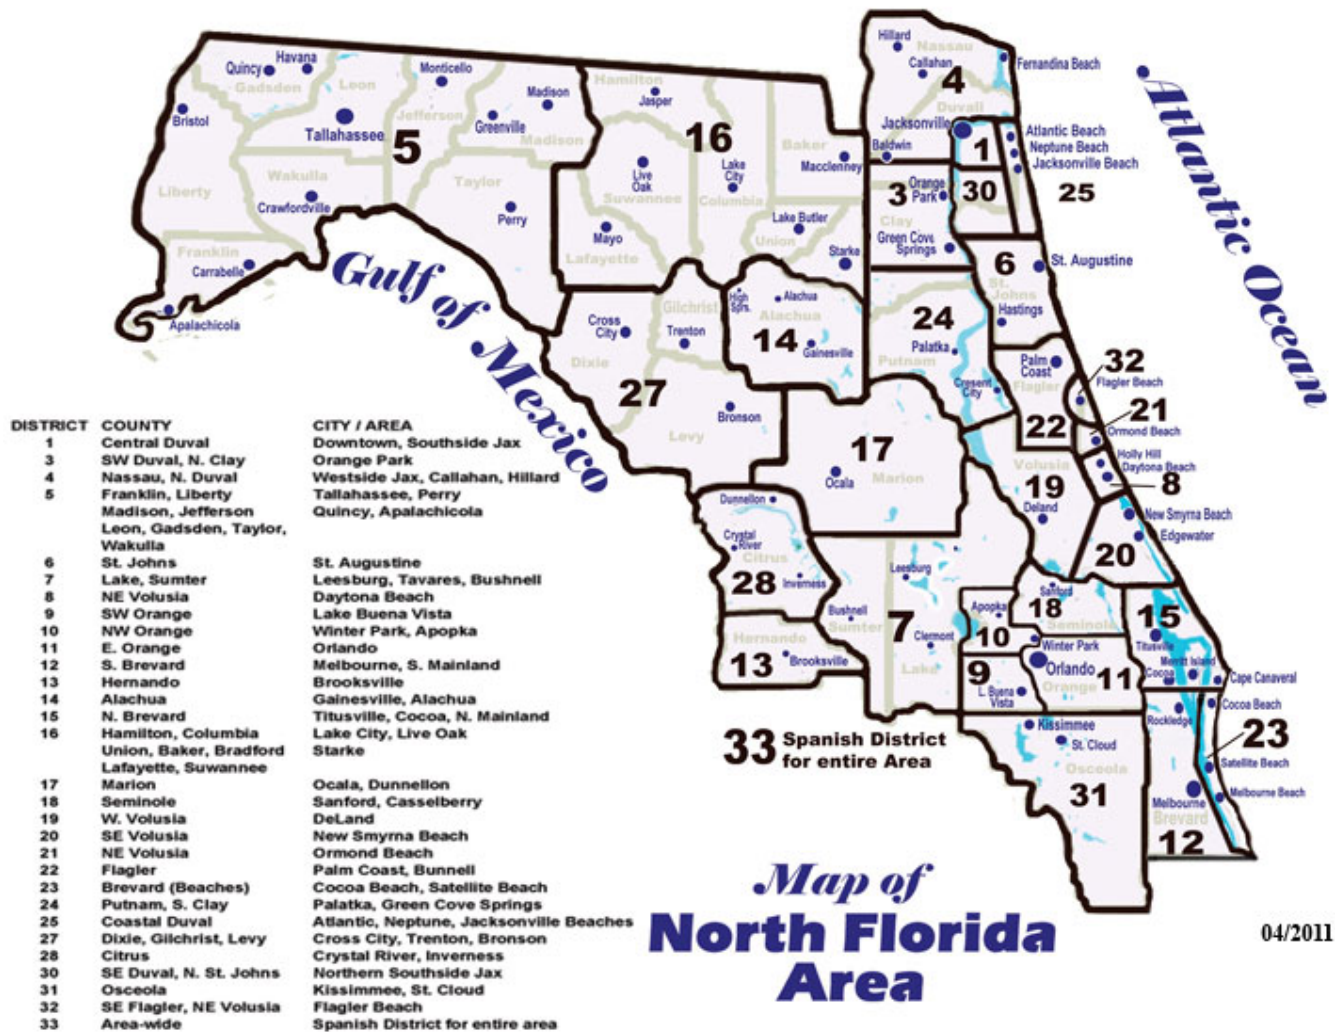 Hillard
Nassau
Callahan
Fernandina Beach
4
Duvall
Jacksonville
Baldwin
1
Atlantic Beach
Neptune Beach
Jacksonville Beach
25
Atlantic Ocean
Havana
Quincy
Gadsden
Leon
Monticello
Madison
Bristol
Tallahassee
Jefferson
Greenville
Madison
5
Liberty
Wakulla
Crawfordville
Taylor
Perry
Franklin
Carrabelle
Apalachicola
Hamilton
Jasper
16
Baker
Macclenney
Live
Oak
Lake
City
Suwannee
Columbia
Lake Butler
Union
Mayo
Lafayette
Starke
3
Orange
Park
30
Clay
Green Cove
Springs
6
St. Augustine
St.
Johns
Hastings
Gulf of Mexico
Gilchrist
High
Sprs.
Alachua
Alachua
Cross
City
Trenton
14
Gainesville
Dixie
27
Bronson
Levy
24
Palatka
Putnam
Cresent
City
Palm
Coast
Flagler
32
Flagler Beach
22
21
Ormond Beach
Holly Hill
Daytona Beach
8
17
Ocala
Marion
Volusia
19
Deland
New Smyrna Beach
Edgewater
20
Dunnellon
Crystal
River
Citrus
28
Inverness
Leesburg
Bushnell
Sumter
7
Clermont
Lake
Hernando
13
Brooksville
Apopka
10
Sanford
18
Seminole
Winter Park
9
L. Buena
Vista
Orlando
Orange
11
15
Titusville
Merritt Island
Cocoa
Cape Canaveral
Cocoa Beach
Rockledge
23
Satellite Beach
Melbourne Beach
Melbourne
Brevard
12
Kissimmee
St. Cloud
Osceola
31
33 Spanish District
for entire Area
DISTRICT COUNTY CITY / AREA
1 Central Duval Downtown, Southside Jax
3 SW Duval, N. Clay Orange Park
4 Nassau, N. Duval Westside Jax, Callahan, Hillard
5 Franklin, Liberty Tallahassee, Perry
Madison, Jefferson Quincy, Apalachicola
Leon, Gadsden, Taylor,
Wakulla
6 St. Johns St. Augustine
7 Lake, Sumter Leesburg, Tavares, Bushnell
8 NE Volusia Daytona Beach
9 SW Orange Lake Buena Vista
10 NW Orange Winter Park, Apopka
11 E. Orange Orlando
12 S. Brevard Melbourne, S. Mainland
13 Hernando Brooksville
14 Alachua Gainesville, Alachua
15 N. Brevard Titusville, Cocoa, N. Mainland
16 Hamilton, Columbia Lake City, Live Oak
Union, Baker, Bradford Starke
Lafayette, Suwannee
17 Marion Ocala, Dunnellon
18 Seminole Sanford, Casselberry
19 W. Volusia DeLand
20 SE Volusia New Smyrna Beach
21 NE Volusia Ormond Beach
22 Flagler Palm Coast, Bunnell
23 Brevard (Beaches) Cocoa Beach, Satellite Beach
24 Putnam, S. Clay Palatka, Green Cove Springs
25 Coastal Duval Atlantic, Neptune, Jacksonville Beaches
27 Dixie, Gilchrist, Levy Cross City, Trenton, Bronson
28 Citrus Crystal River, Inverness
30 SE Duval, N. St. Johns Northern Southside Jax
31 Osceola Kissimmee, St. Cloud
32 SE Flagler, NE Volusia Flagler Beach
33 Area-wide Spanish District for entire area
Map of
North Florida
Area
04/2011